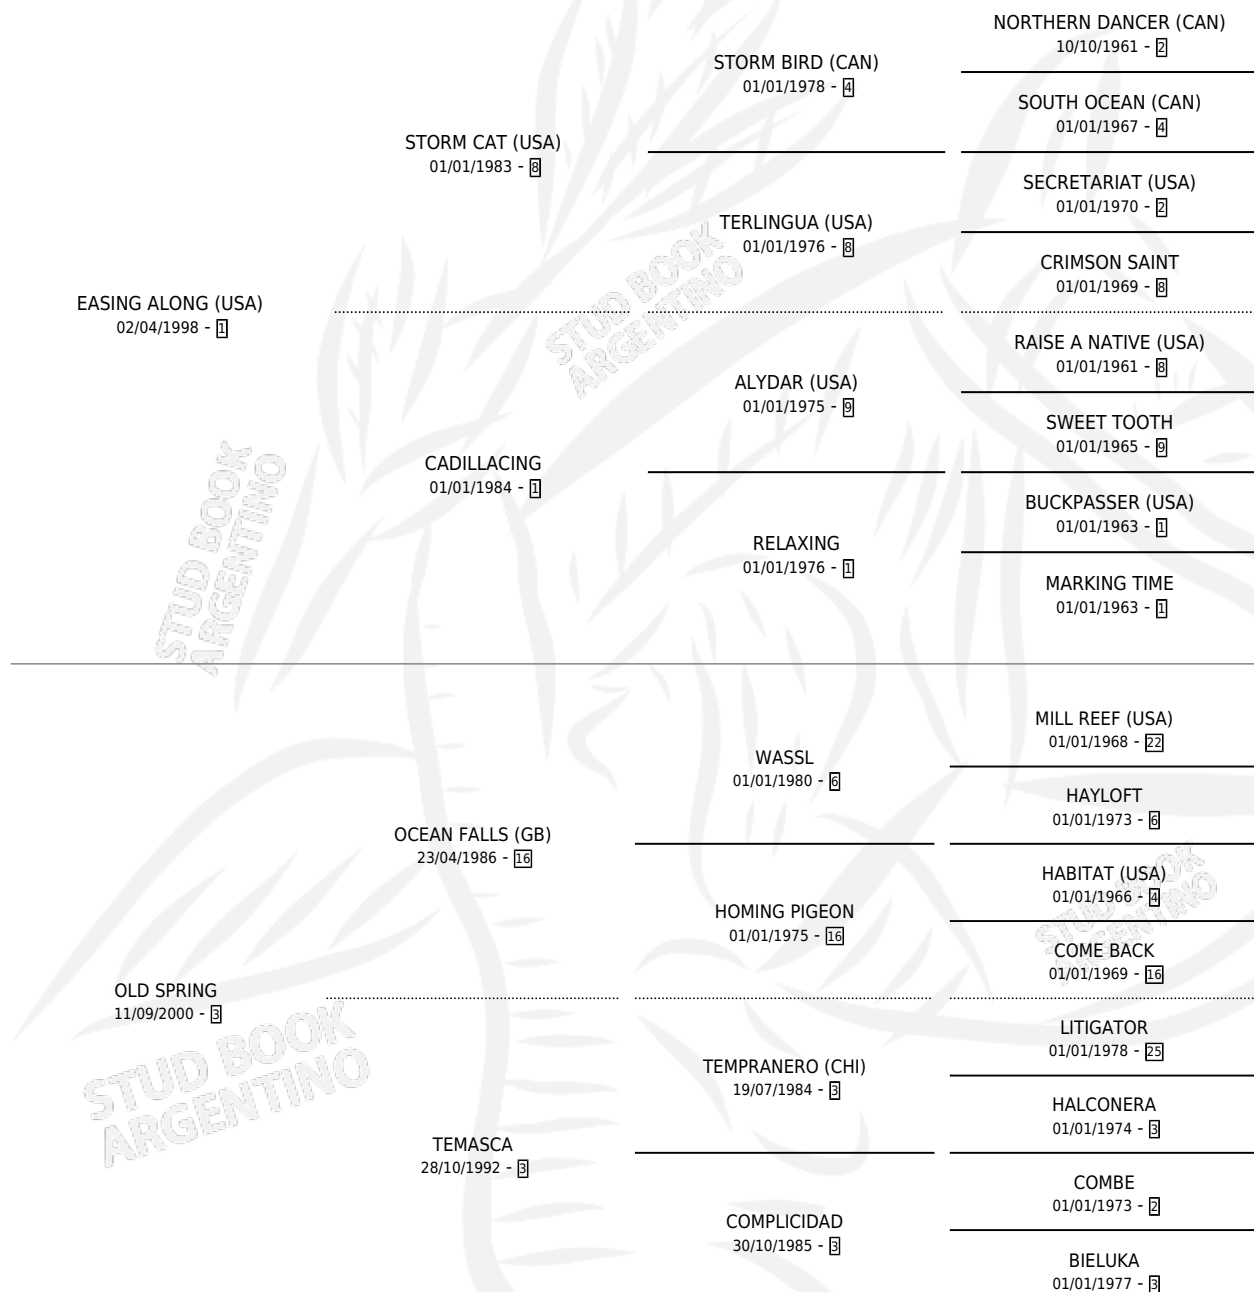 NORTHERN DANCER (CAN)
10/10/1961 - 2
STORM BIRD (CAN)
01/01/1978 - 4
SOUTH OCEAN (CAN)
01/01/1967 - 4
STORM CAT (USA)
01/01/1983 - 8
SECRETARIAT (USA)
01/01/1970 - 2
TERLINGUA (USA)
01/01/1976 - 8
CRIMSON SAINT
01/01/1969 - 8
EASING ALONG (USA)
02/04/1998 - 1
RAISE A NATIVE (USA)
01/01/1961 - 8
ALYDAR (USA)
01/01/1975 - 9
SWEET TOOTH
01/01/1965 - 9
CADILLACING
01/01/1984 - 1
BUCKPASSER (USA)
01/01/1963 - 1
RELAXING
01/01/1976 - 1
MARKING TIME
01/01/1963 - 1
MILL REEF (USA)
01/01/1968 - 22
WASSL
01/01/1980 - 6
HAYLOFT
01/01/1973 - 6
OCEAN FALLS (GB)
23/04/1986 - 16
HABITAT (USA)
01/01/1966 - 4
HOMING PIGEON
01/01/1975 - 16
COME BACK
01/01/1969 - 16
OLD SPRING
11/09/2000 - 3
LITIGATOR
01/01/1978 - 25
TEMPRANERO (CHI)
19/07/1984 - 3
HALCONERA
01/01/1974 - 3
TEMASCA
28/10/1992 - 3
COMBE
01/01/1973 - 2
COMPLICIDAD
30/10/1985 - 3
BIELUKA
01/01/1977 - 3
STUD BOOK
ARGENTINO
STUD BOOK
ARGENTINO
STUD BOOK
ARGENTINO
STUD BOOK
ARGENTINO